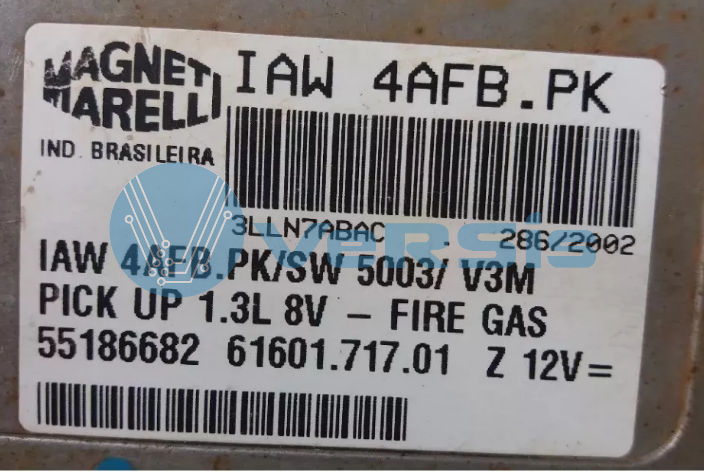 MAGNETI
MARELLI
IAW 4AFB.PK
IND. BRASILEIRA
3LLN7ABAC . 286/2002
versis
IAW 4AFB.PK/SW 5003/ V3M
PICK UP 1.3L 8V – FIRE GAS
55186682 61601.717.01 Z 12V=